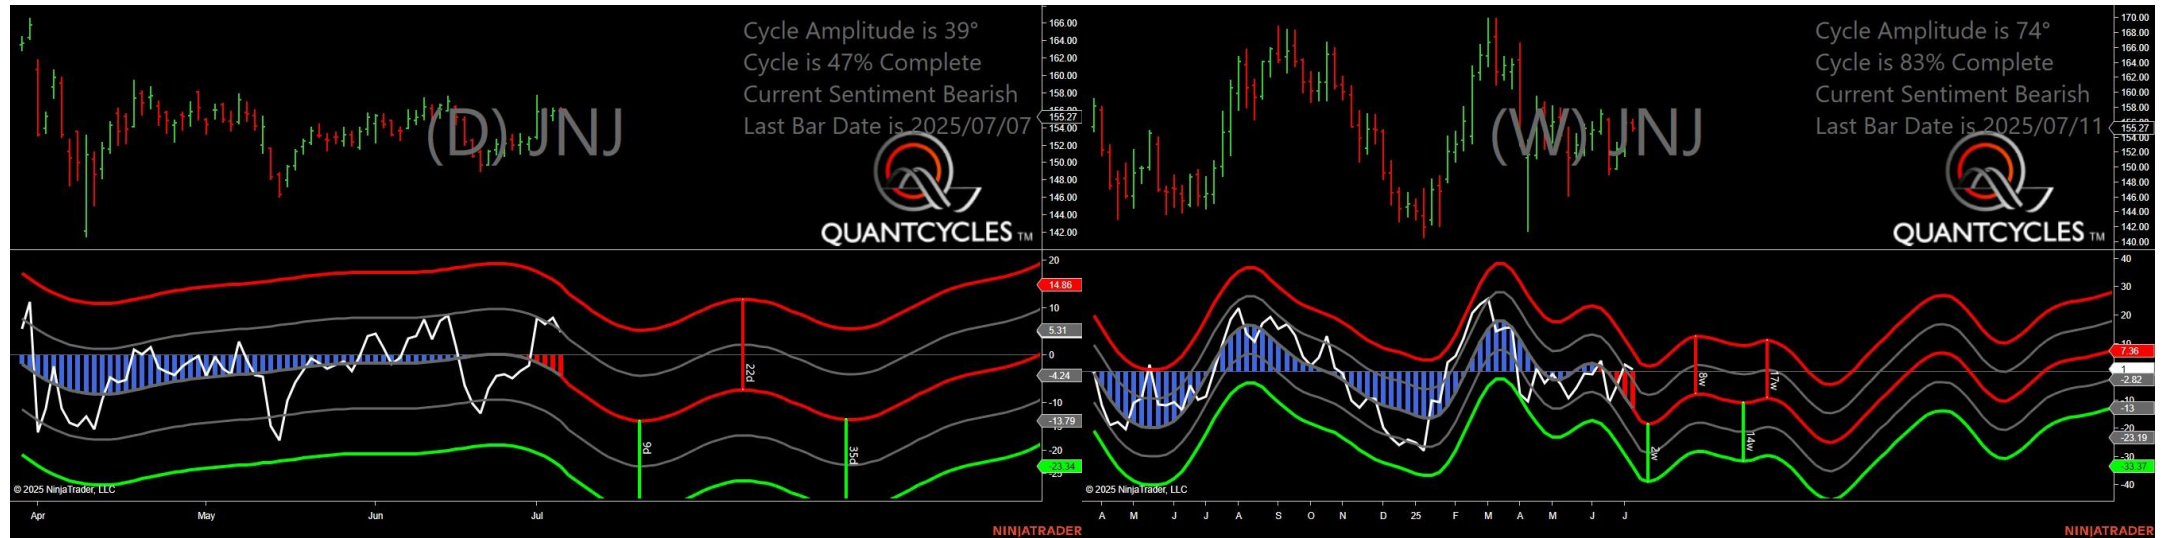 Cycle Amplitude is 39°
Cycle is 47% Complete
Current Sentiment Bearish
Last Bar Date is 2025/07/07
(D) JNJ
QUANTCYCLES TM
166.00
164.00
162.00
160.00
158.00
155.27
154.00
152.00
150.00
148.00
146.00
144.00
142.00
20
14.86
10
5.31
0
-4.24
-10
-13.79
-20
-23.34
9d
22d
35d
© 2025 NinjaTrader, LLC
Apr May Jun Jul
NINJATRADER
Cycle Amplitude is 74°
Cycle is 83% Complete
Current Sentiment Bearish
Last Bar Date is 2025/07/11
(W) JNJ
QUANTCYCLES TM
170.00
168.00
166.00
164.00
162.00
160.00
158.00
155.27
154.00
152.00
150.00
148.00
146.00
144.00
142.00
140.00
40
30
20
7.36
1
-2.82
-13
-20
-23.19
-30
-33.37
-40
2w
8w
14w
17w
© 2025 NinjaTrader, LLC
A M J J A S O N D 25 F M A M J J
NINJATRADER